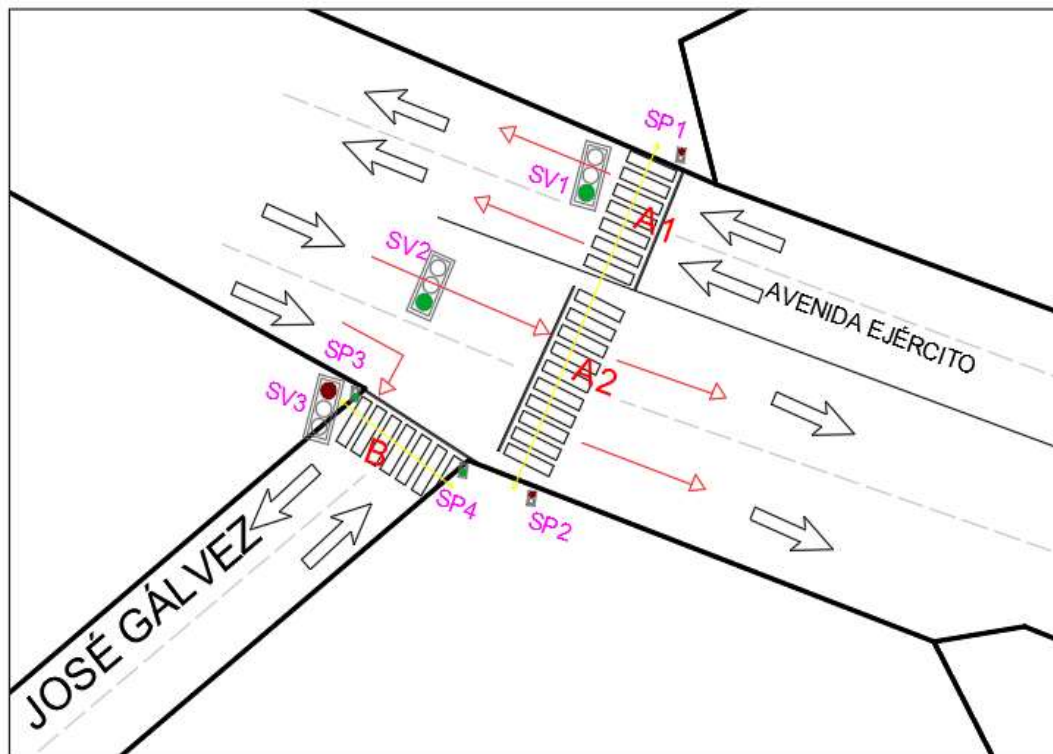 SP1
SV1
A1
SV2
AVENIDA EJÉRCITO
SP3
A2
SV3
B
SP4
SP2
JOSÉ GÁLVEZ